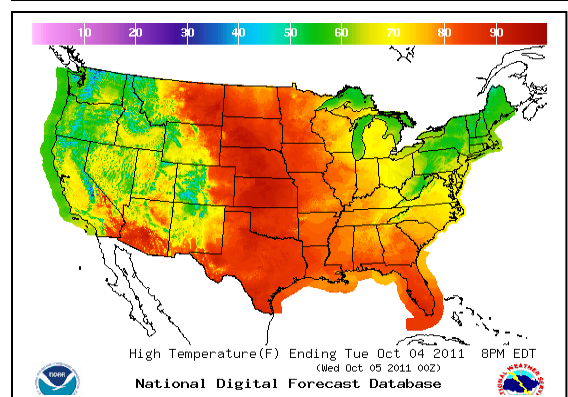 10 20 30 40 50 60 70 80 90
High Temperature(F) Ending Tue Oct 04 2011 8PM EDT
(Wed Oct 05 2011 00Z)
National Digital Forecast Database
NOAA